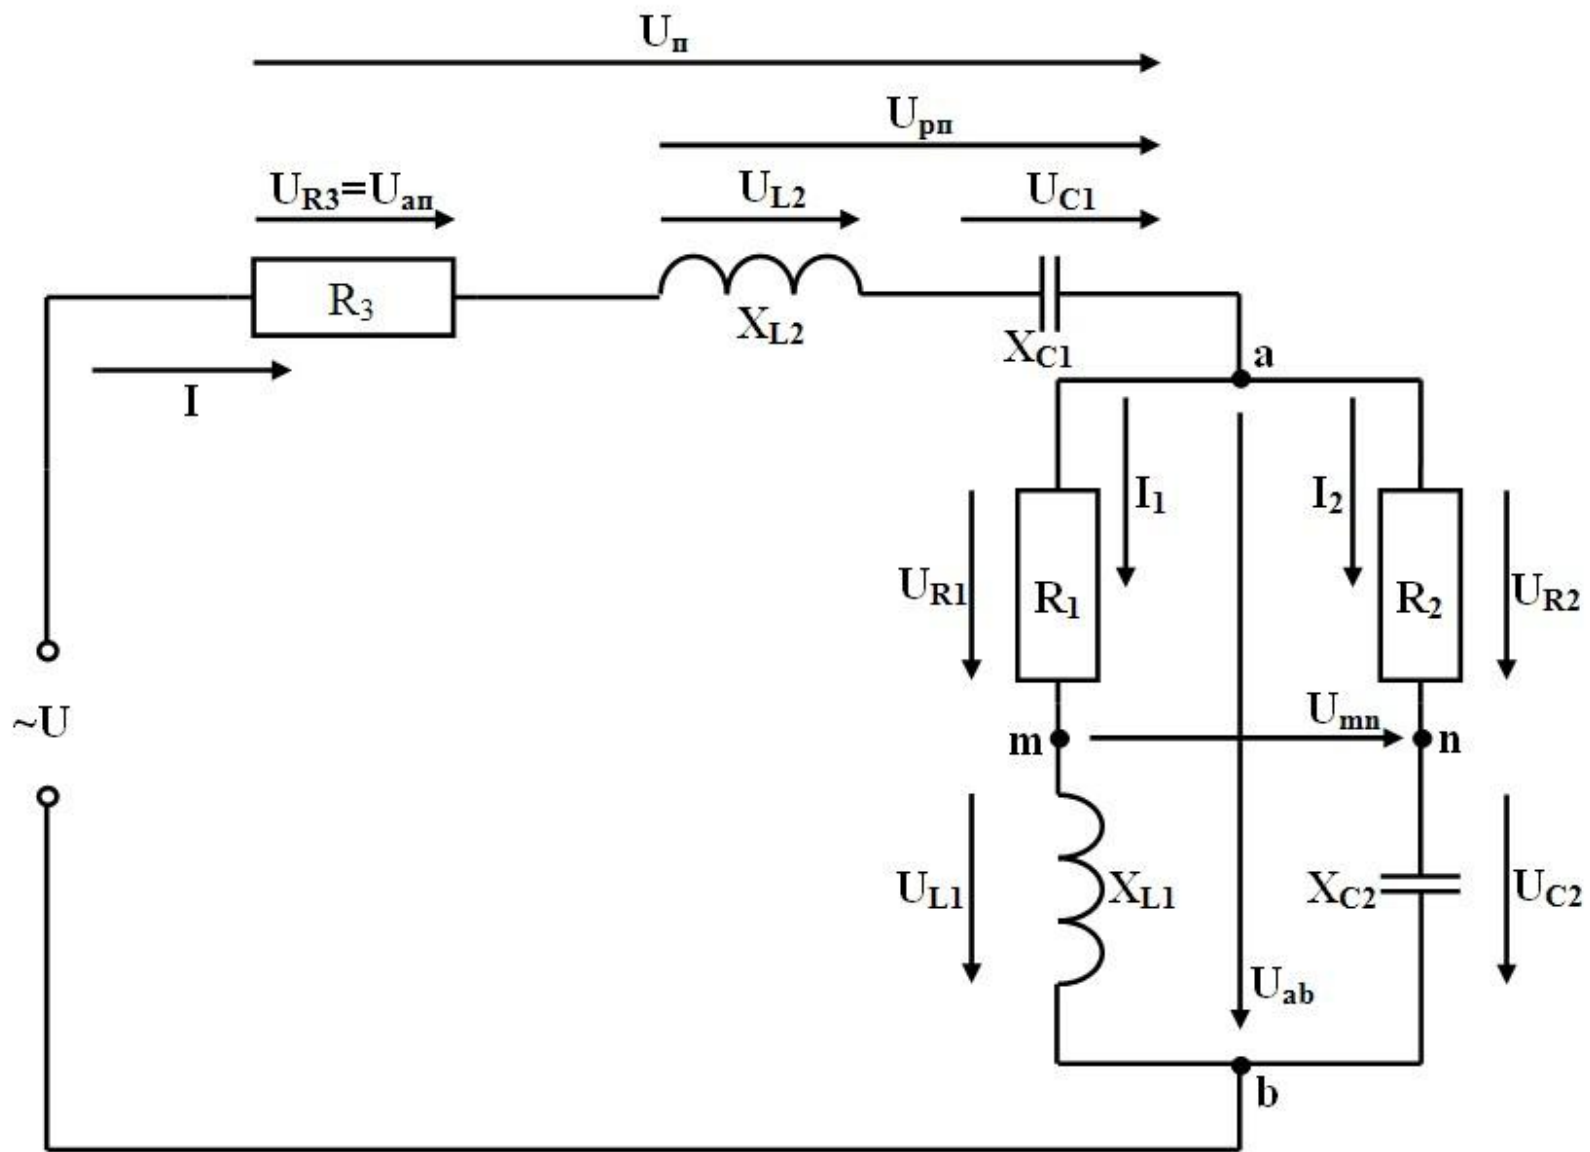 Uп
Uрп
UR3=Uап
UL2
UC1
R3
XL2
XC1
a
I
I1
I2
UR1
R1
R2
UR2
~U
m
Umn
n
UL1
XL1
XC2
UC2
Uab
b